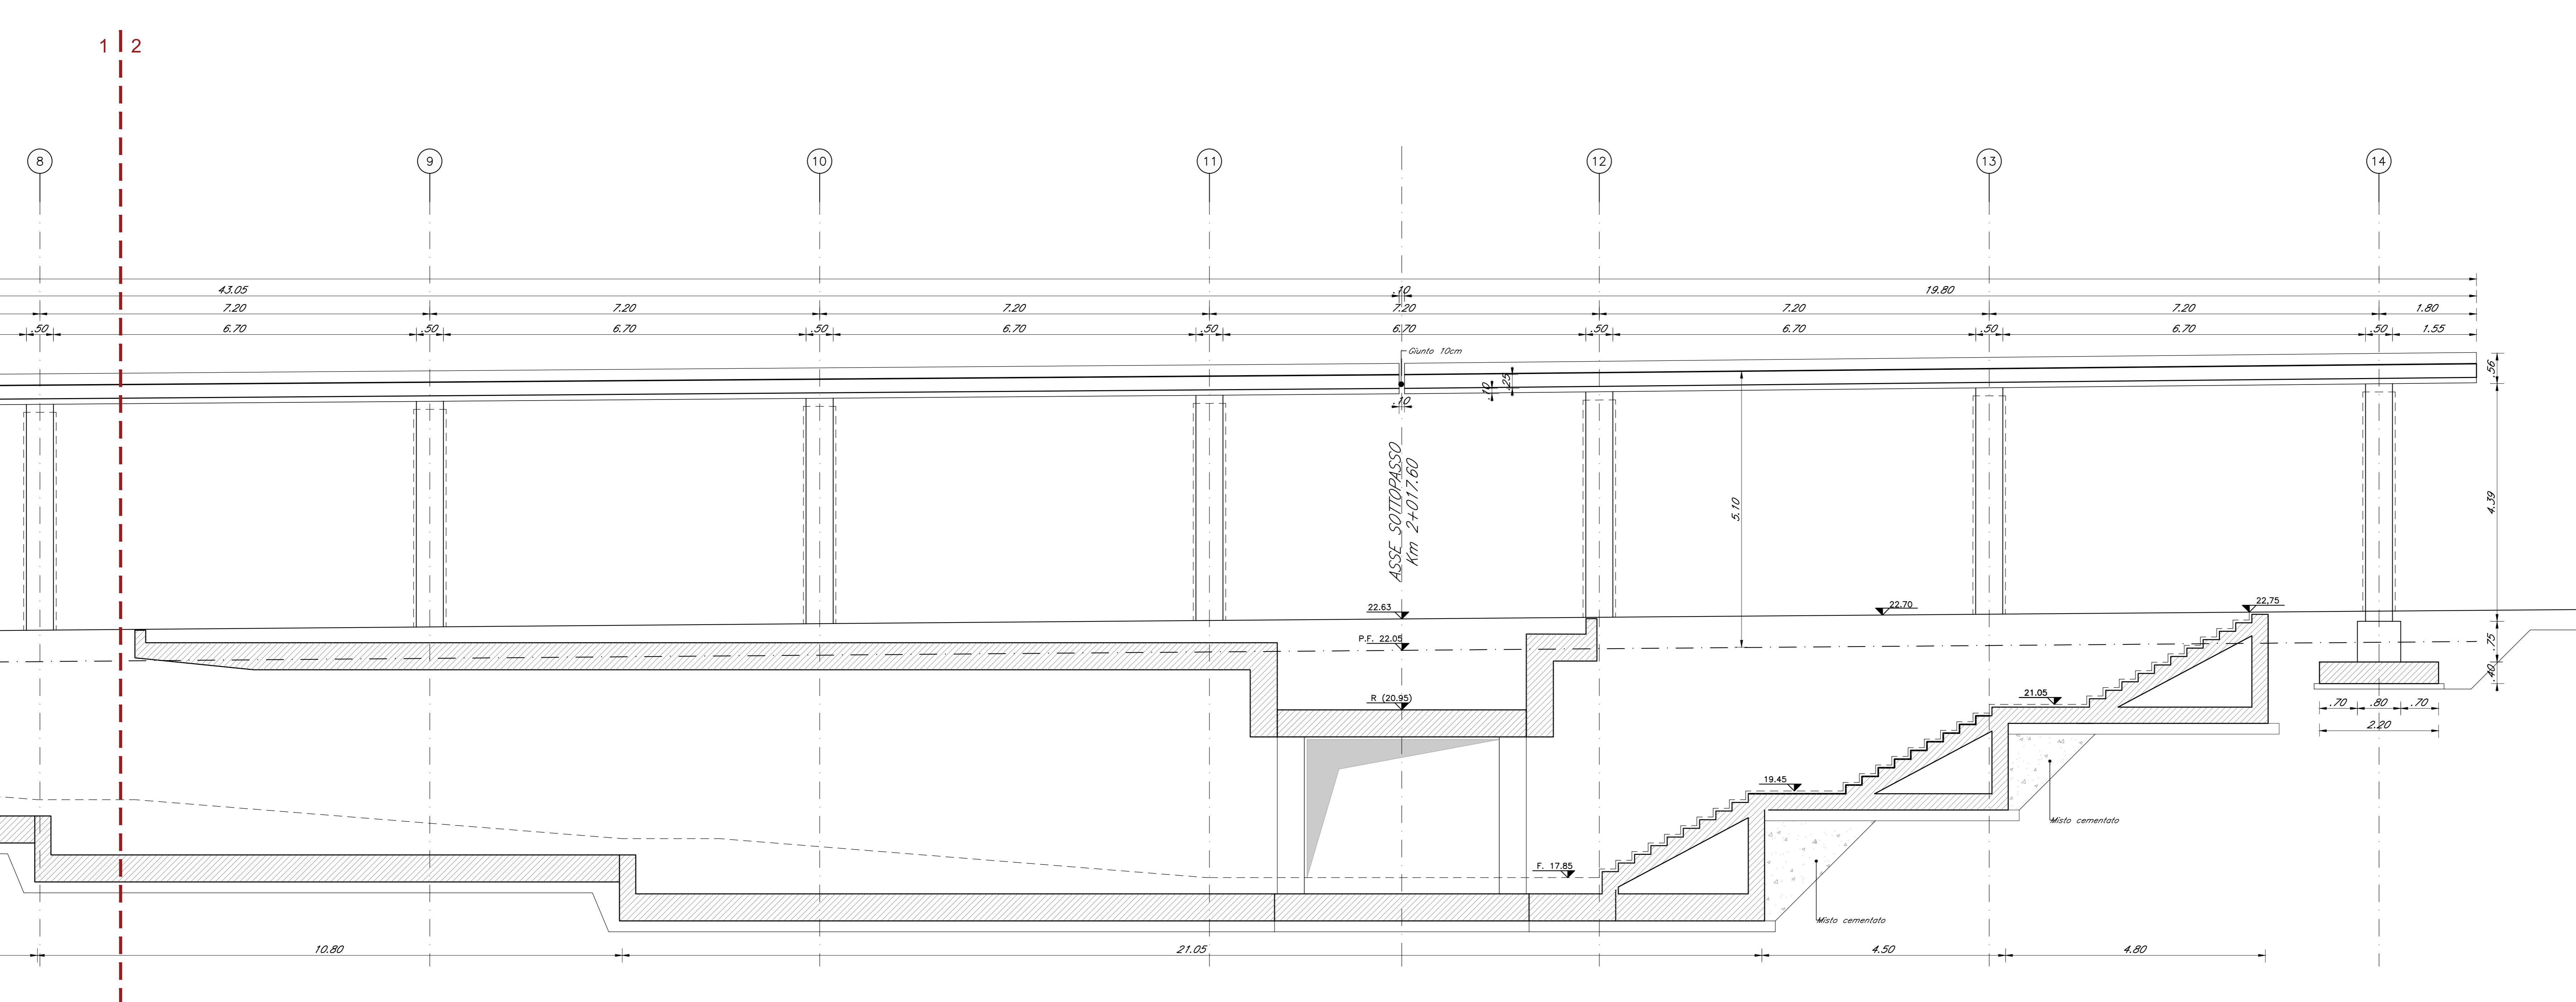 1 2
8 9 10 11 12 13 14
43.05 .10 19.80
7.20 7.20 7.20 7.20 7.20 7.20 1.80
.50 6.70 .50 6.70 .50 6.70 .50 6.70 .50 6.70 .50 6.70 .50 1.55
Giunto 10cm
.56
.25
.10
.10
ASSE SOTTOPASSO
Km 2+017.60
5.10
4.39
22.63
22.70
22,75
P.F. 22.05
.75
.40
R (20.95)
21.05
.70 .80 .70
2.20
19.45
Misto cementato
F. 17.85
Misto cementato
10.80 21.05 4.50 4.80